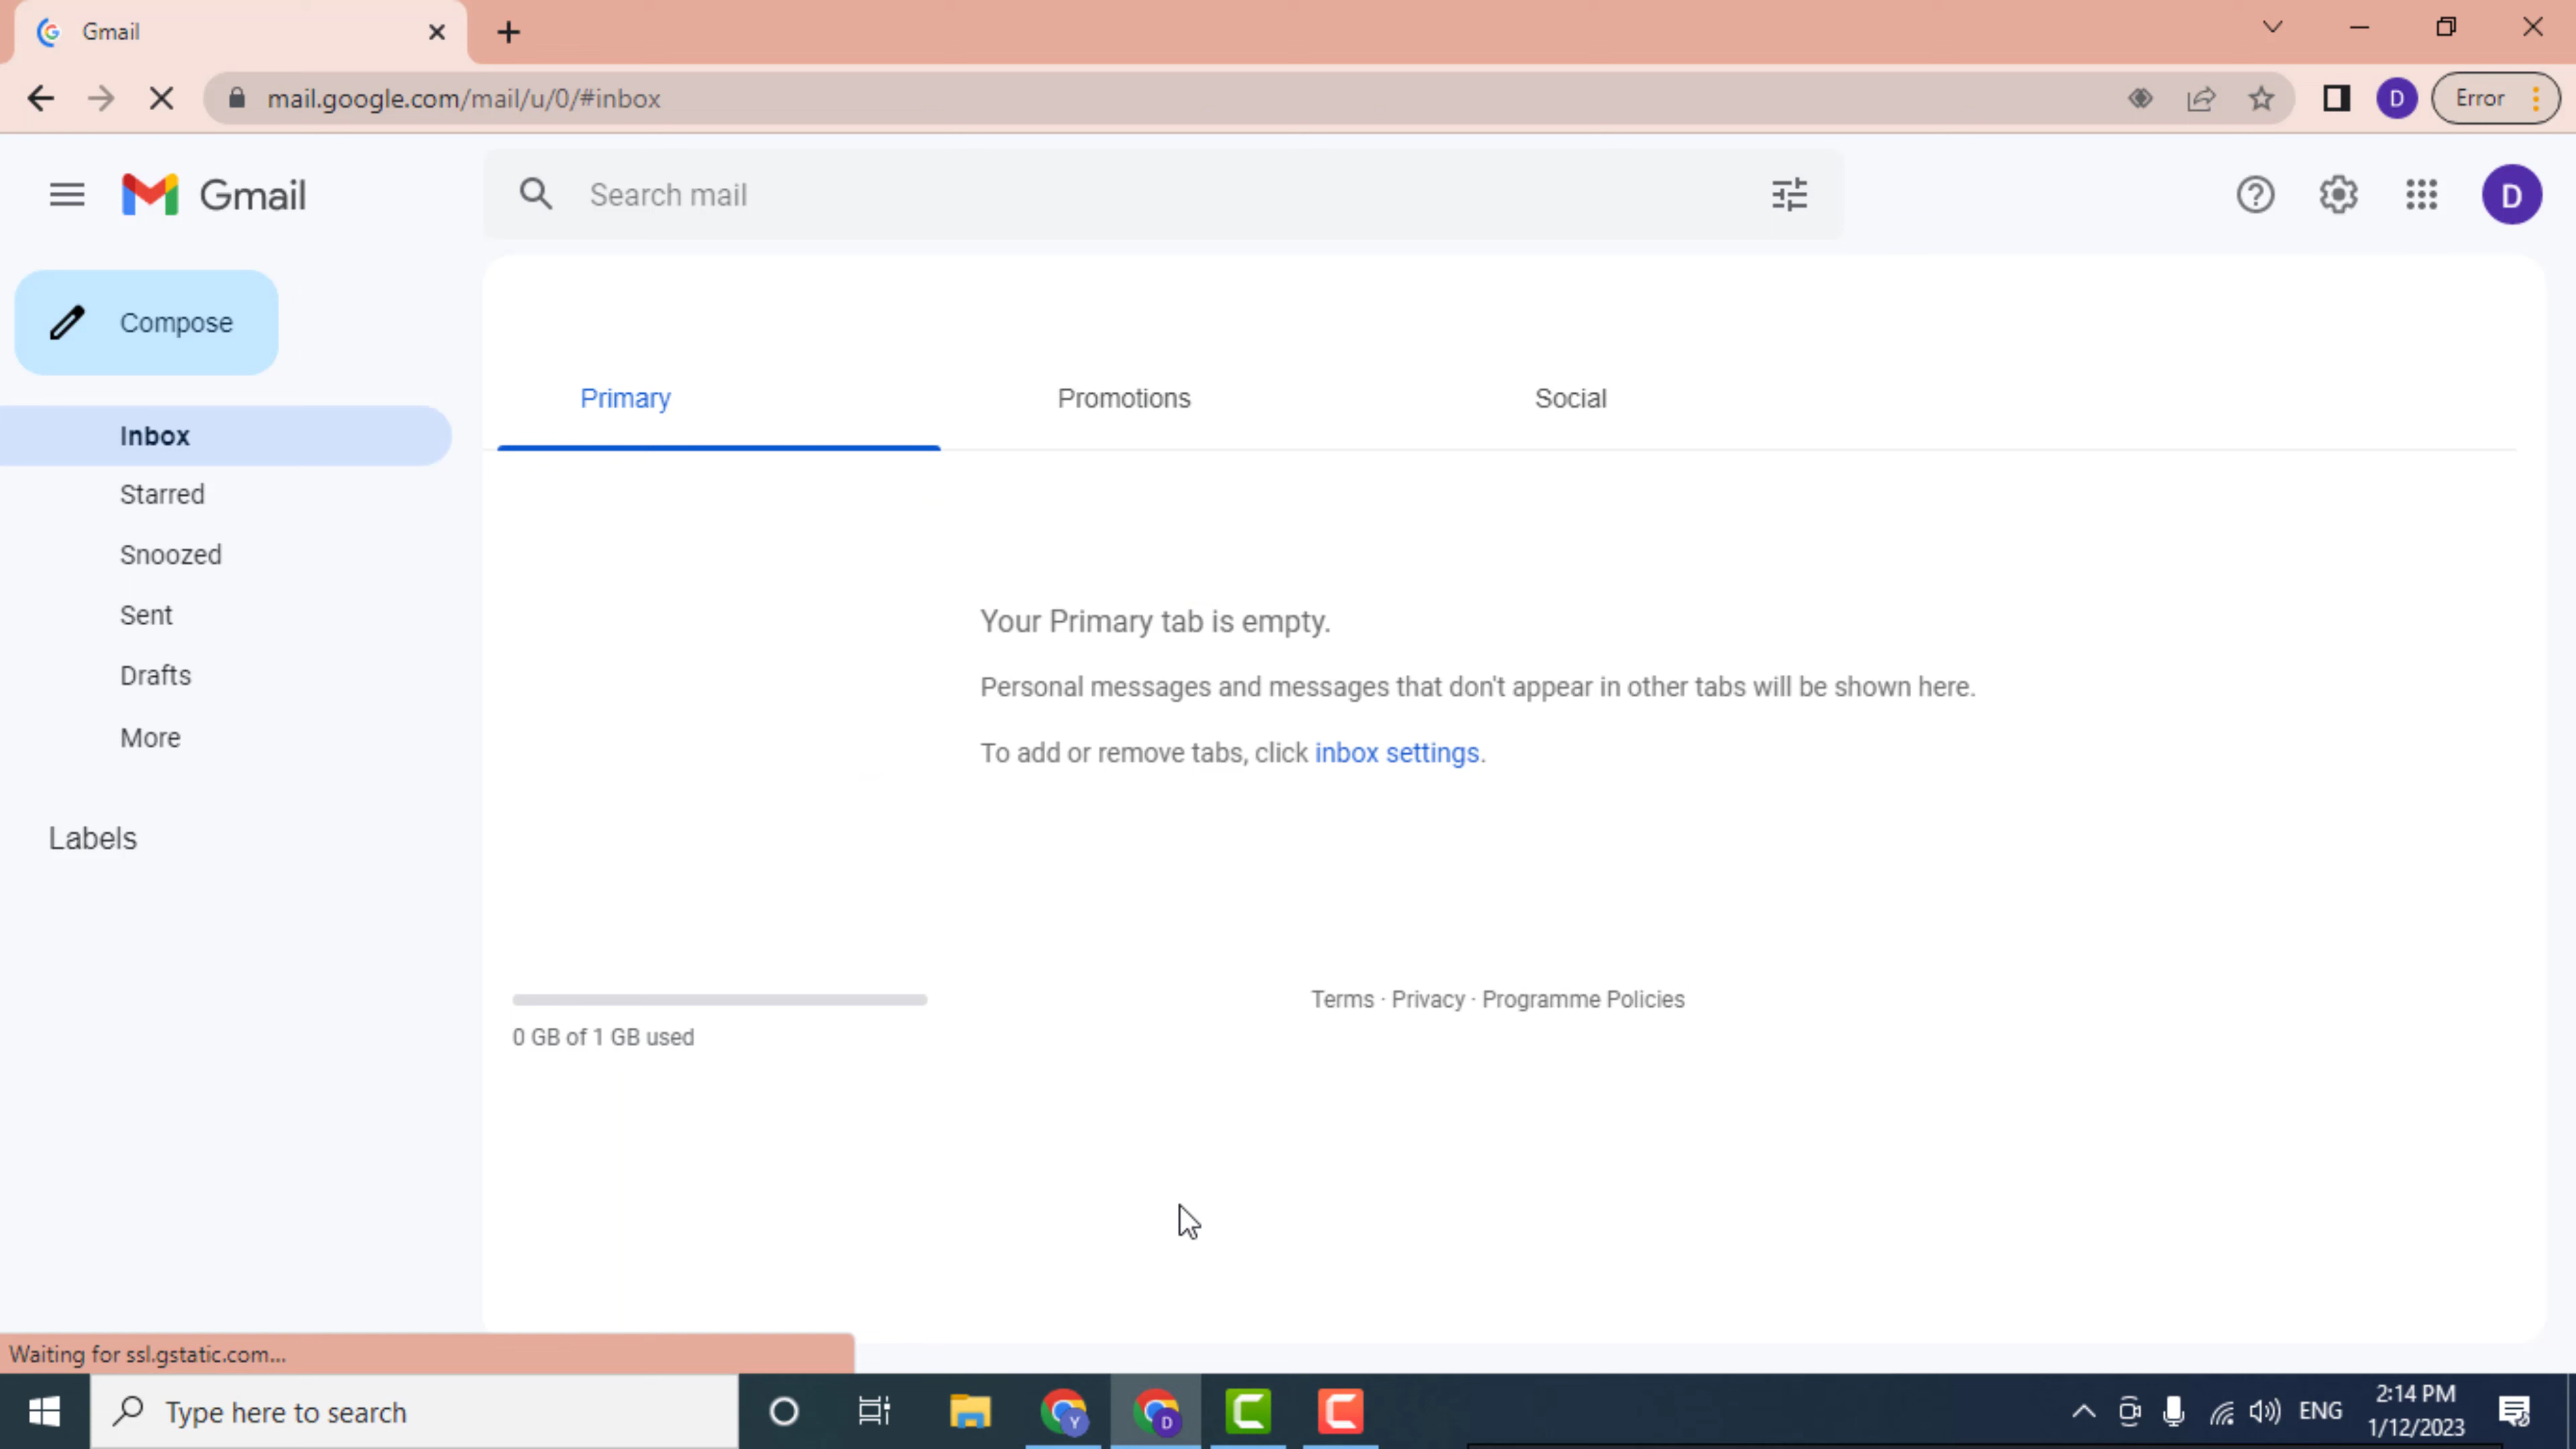 Gmail
mail.google.com/mail/u/0/#inbox
D
Error
Gmail
Search mail
D
Compose
Inbox
Starred
Snoozed
Sent
Drafts
More
Labels
Primary
Promotions
Social
Your Primary tab is empty.
Personal messages and messages that don't appear in other tabs will be shown here.
To add or remove tabs, click inbox settings.
0 GB of 1 GB used
Terms · Privacy · Programme Policies
Waiting for ssl.gstatic.com...
Type here to search
Y
D
ENG
2:14 PM
1/12/2023